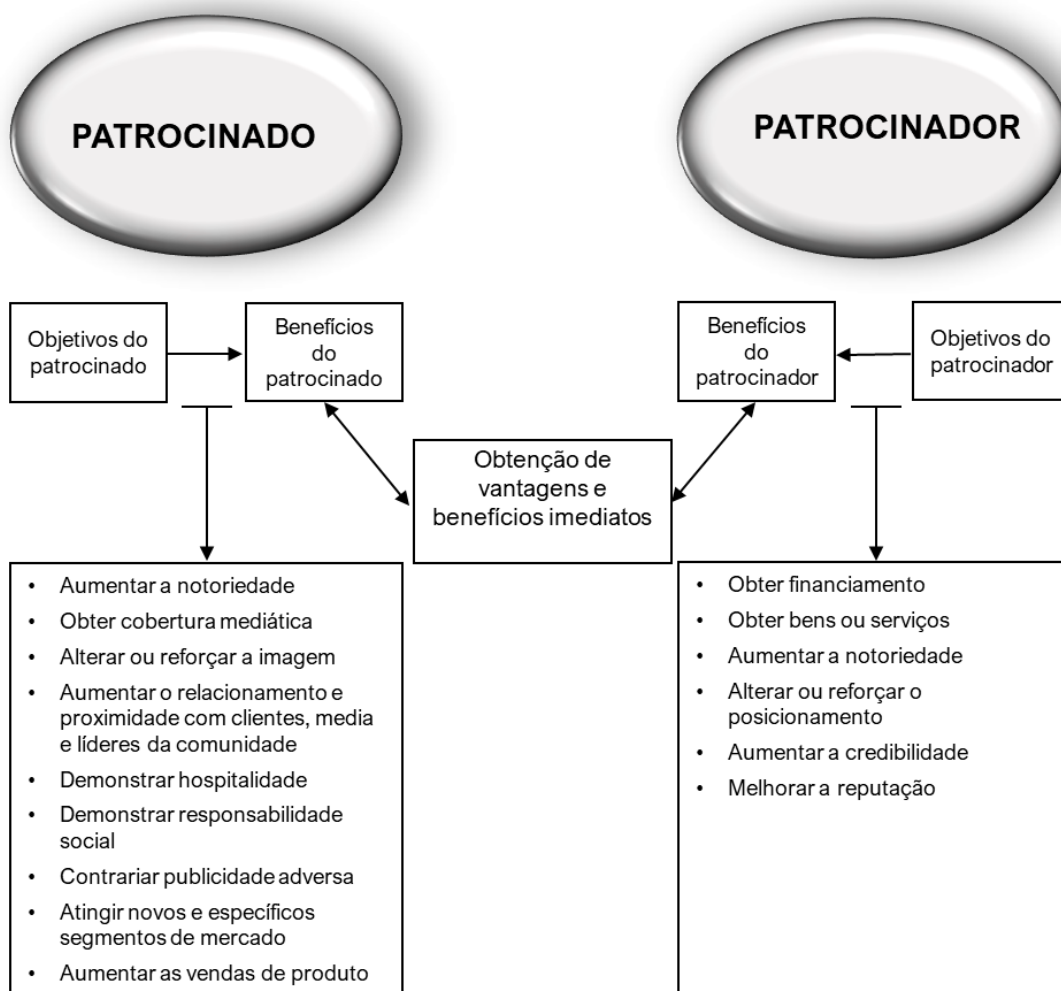 PATROCINADO
PATROCINADOR
Objetivos do
patrocinado
Benefícios
do
patrocinado
Benefícios
do
patrocinador
Objetivos do
patrocinador
Obtenção de
vantagens e
benefícios imediatos
• Aumentar a notoriedade
• Obter cobertura mediática
• Alterar ou reforçar a imagem
• Aumentar o relacionamento e
proximidade com clientes, media
e líderes da comunidade
• Demonstrar hospitalidade
• Demonstrar responsabilidade
social
• Contrariar publicidade adversa
• Atingir novos e específicos
segmentos de mercado
• Aumentar as vendas de produto
• Obter financiamento
• Obter bens ou serviços
• Aumentar a notoriedade
• Alterar ou reforçar o
posicionamento
• Aumentar a credibilidade
• Melhorar a reputação